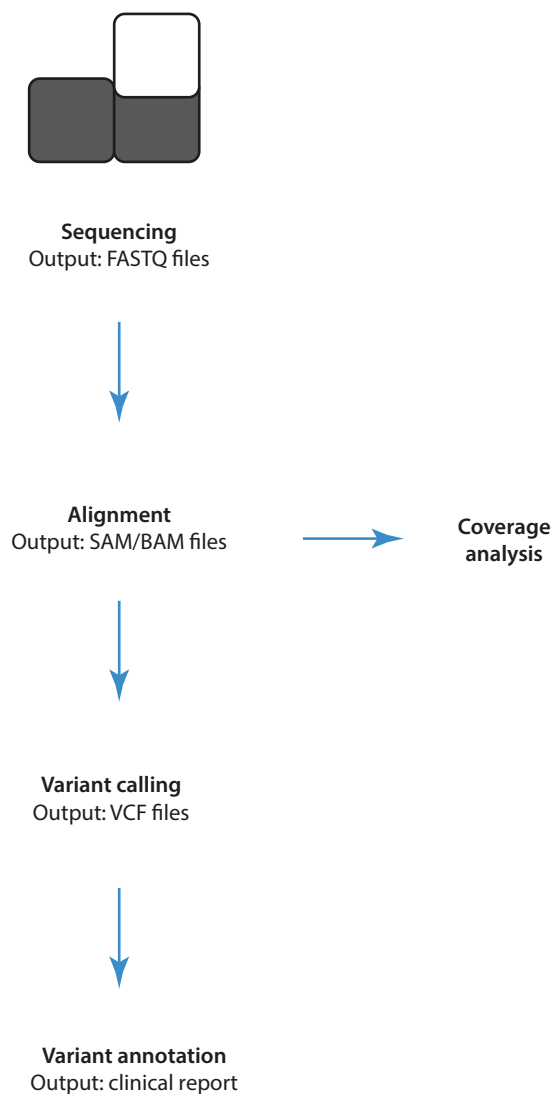 Sequencing
Output: FASTQ files
Alignment
Output: SAM/BAM files
Coverage
analysis
Variant calling
Output: VCF files
Variant annotation
Output: clinical report